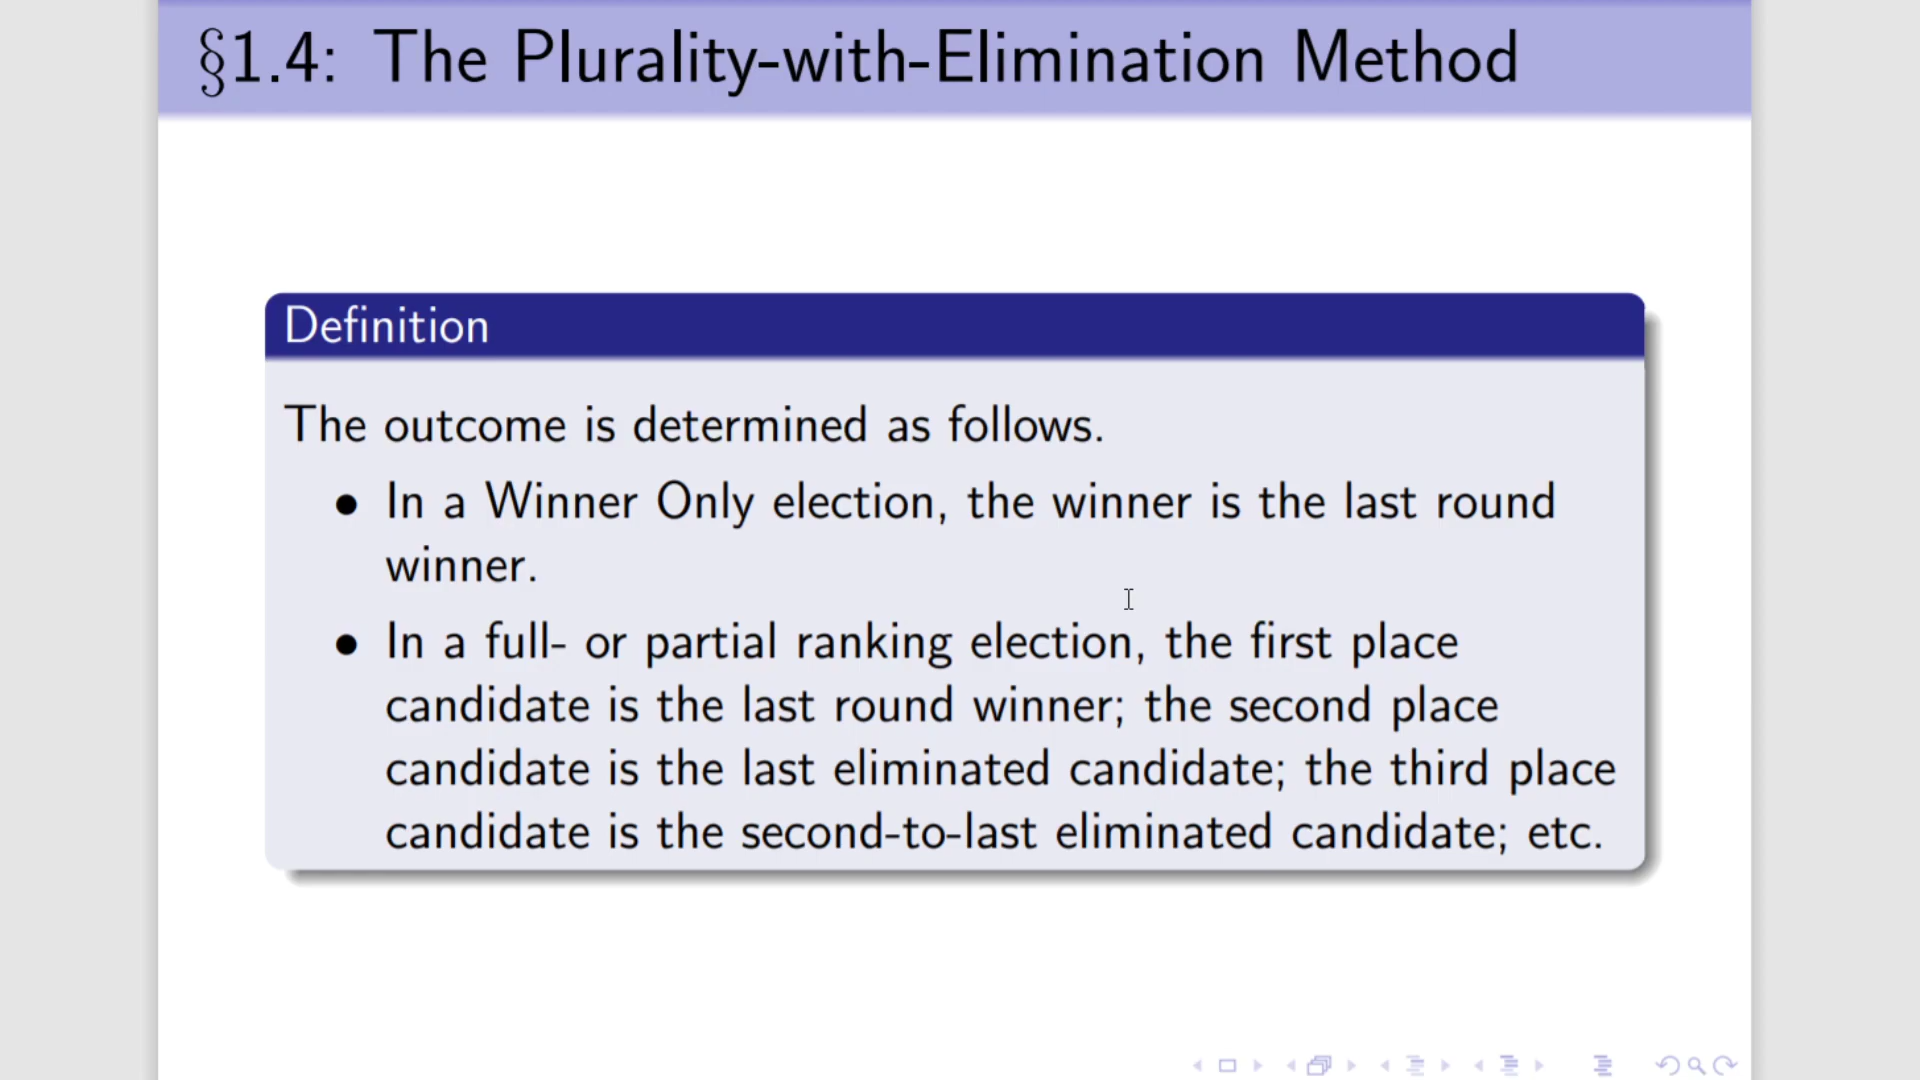 §1.4: The Plurality-with-Elimination Method
Definition
The outcome is determined as follows.
• In a Winner Only election, the winner is the last round
winner.
• In a full- or partial ranking election, the first place
candidate is the last round winner; the second place
candidate is the last eliminated candidate; the third place
candidate is the second-to-last eliminated candidate; etc.